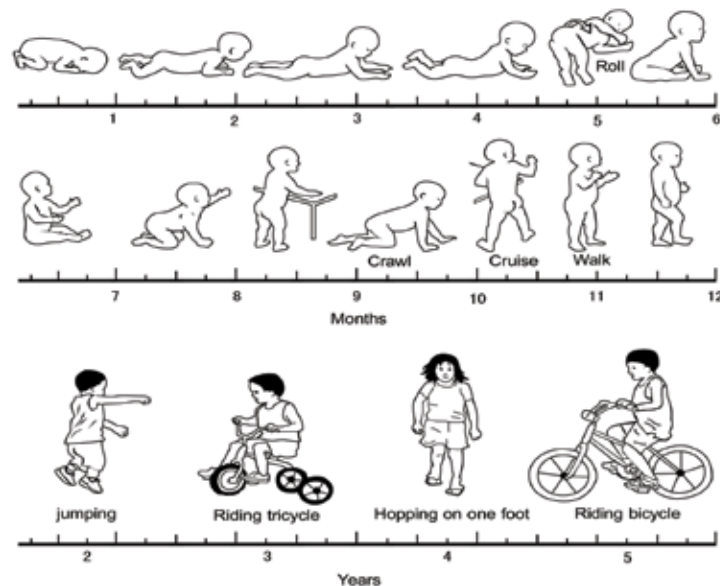 Roll
1 2 3 4 5 6
Crawl Cruise Walk
7 8 9 10 11 12
Months
jumping Riding tricycle Hopping on one foot Riding bicycle
2 3 4 5
Years